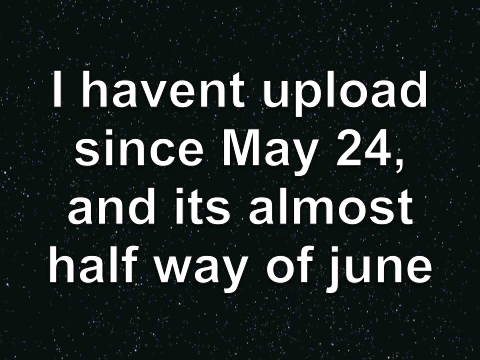 I havent upload
since May 24,
and its almost
half way of june